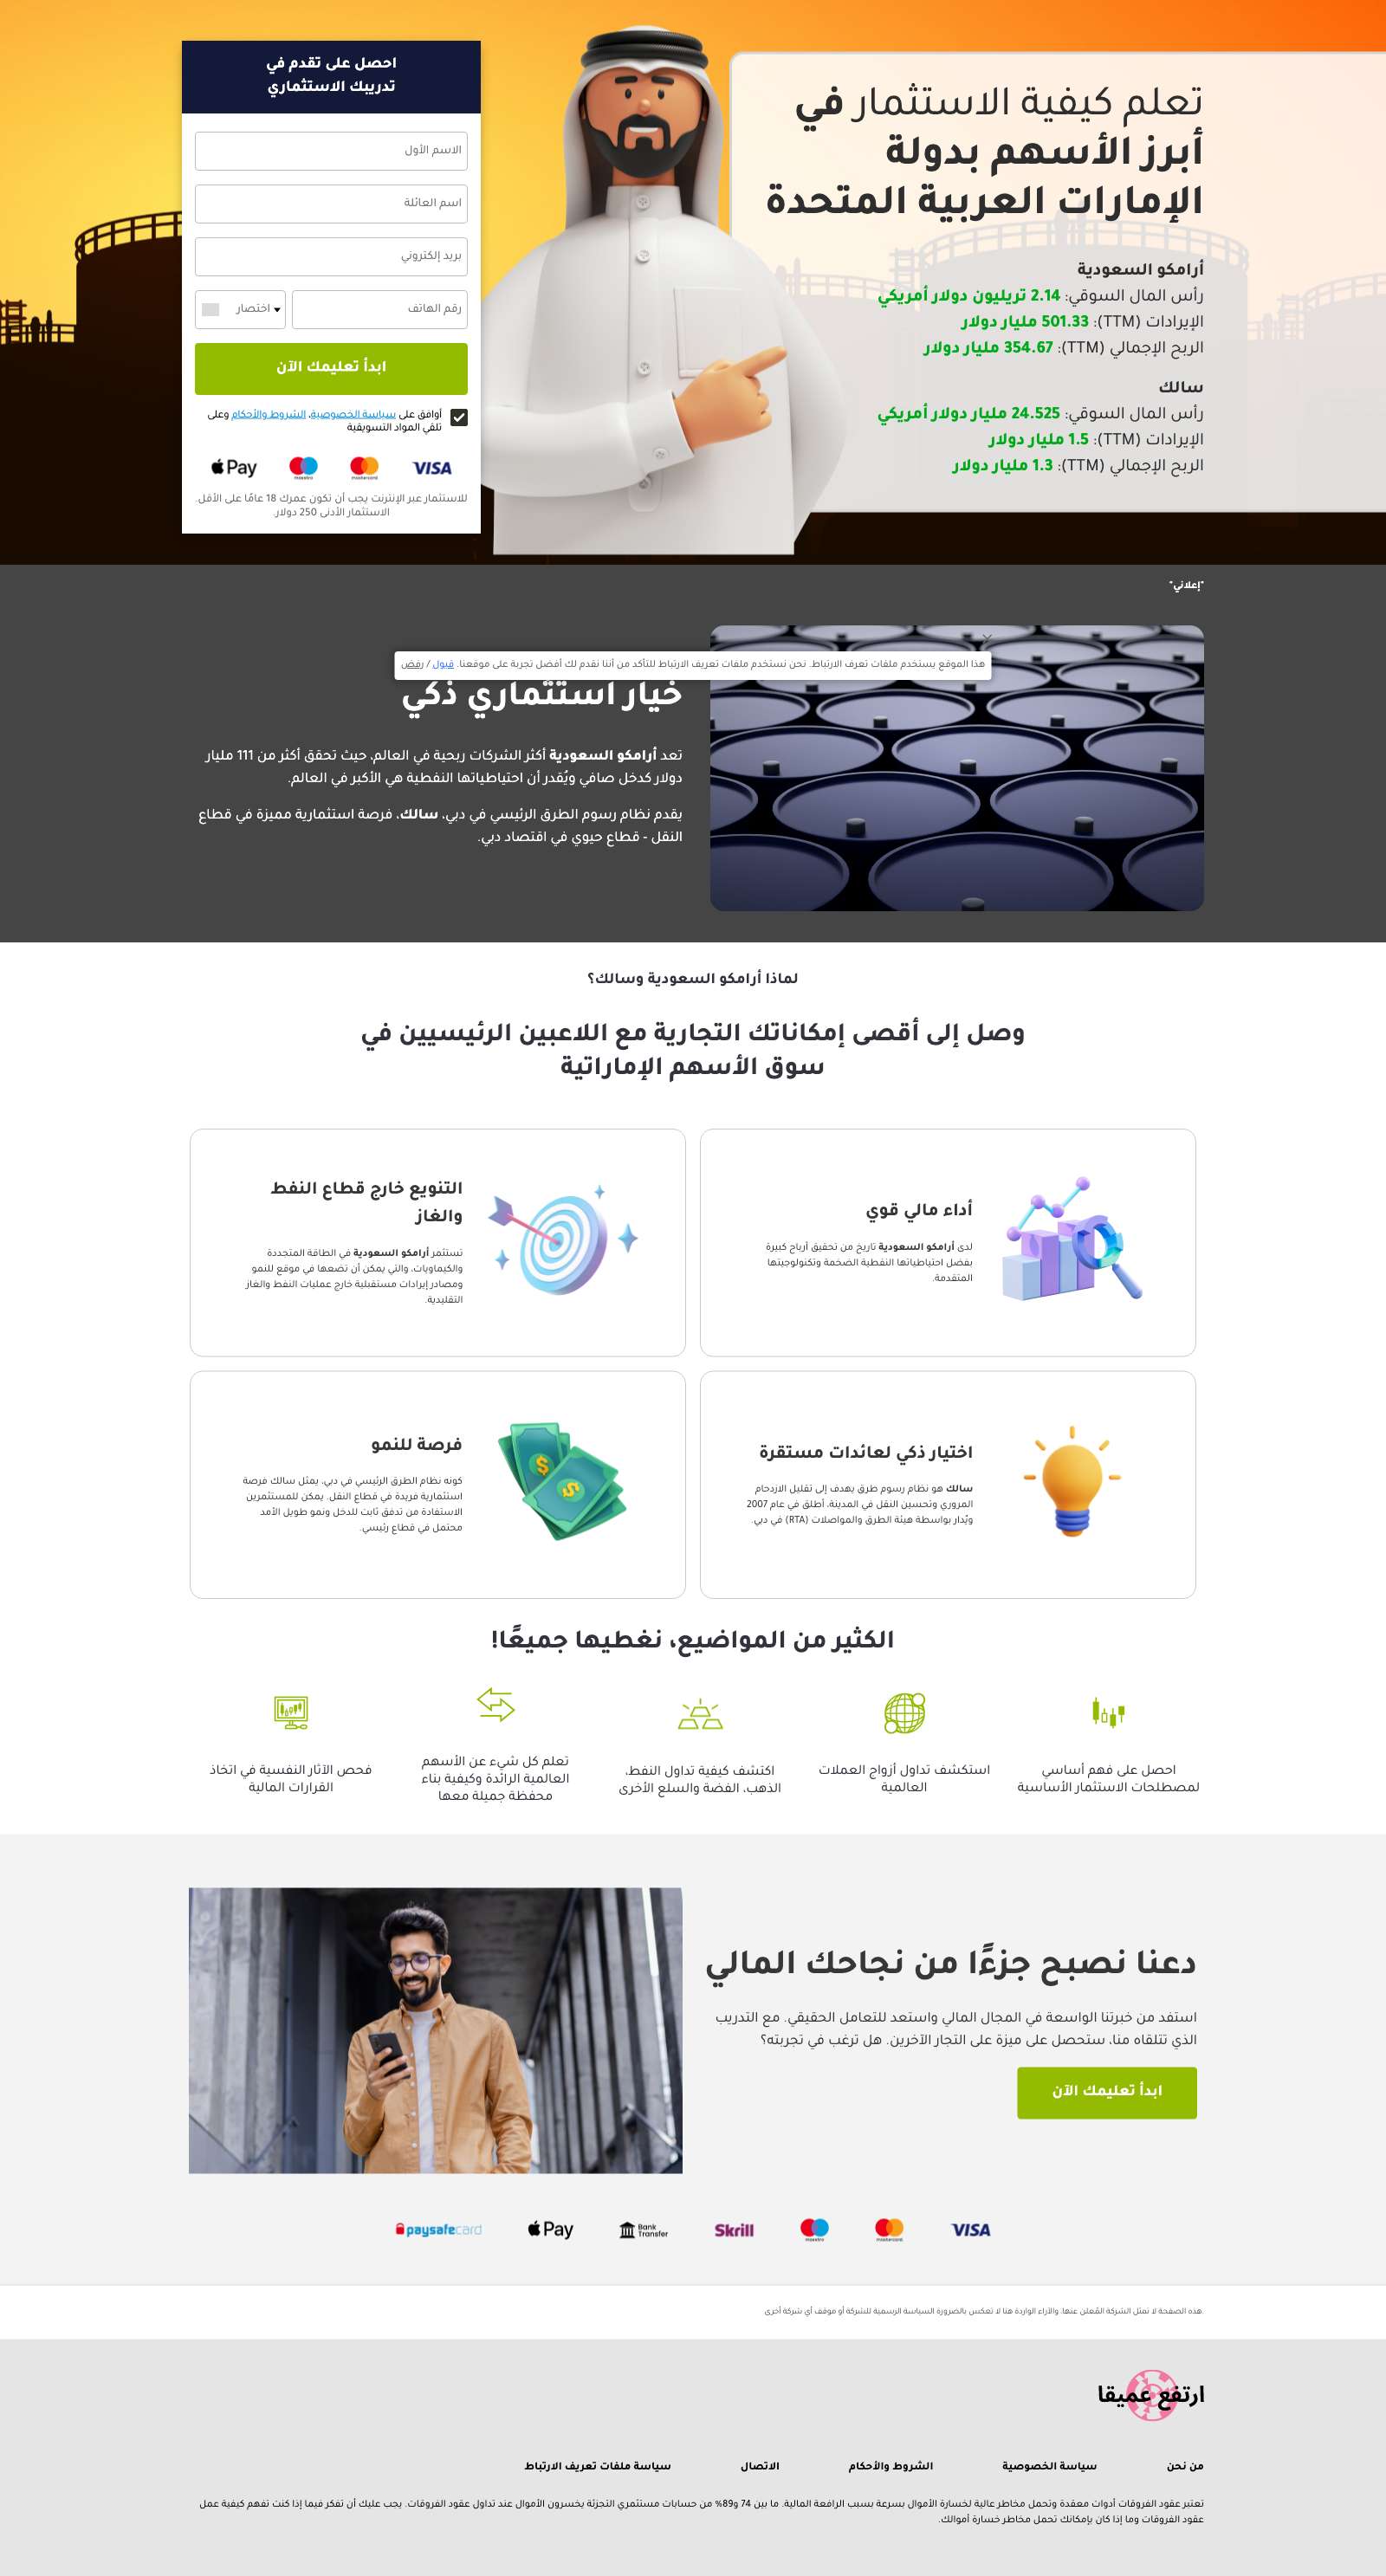 تعلم كيفية الاستثمار في
أبرز الأسهم بدولة
الإمارات العربية المتحدة
أرامكو السعودية
رأس المال السوقي: 2.14 تريليون دولار أمريكي
الإيرادات (TTM): 501.33 مليار دولار
الربح الإجمالي (TTM): 354.67 مليار دولار
سالك
رأس المال السوقي: 24.525 مليار دولار أمريكي
الإيرادات (TTM): 1.5 مليار دولار
الربح الإجمالي (TTM): 1.3 مليار دولار
احصل على تقدم في
تدريبك الاستثماري
الاسم الأول
اسم العائلة
بريد إلكتروني
رقم الهاتف
اختصار
ابدأ تعليمك الآن
أوافق على سياسة الخصوصية، الشروط والأحكام وعلى
تلقي المواد التسويقية
VISA
mastercard
maestro
Pay
للاستثمار عبر الإنترنت يجب أن تكون عمرك 18 عامًا على الأقل.
الاستثمار الأدنى 250 دولار.
"إعلاني"
هذا الموقع يستخدم ملفات تعرف الارتباط. نحن نستخدم ملفات تعريف الارتباط للتأكد من أننا نقدم لك أفضل تجربة على موقعنا. قبول / رفض
خيار استثماري ذكي
تعد أرامكو السعودية أكثر الشركات ربحية في العالم، حيث تحقق أكثر من 111 مليار
دولار كدخل صافي ويُقدر أن احتياطياتها النفطية هي الأكبر في العالم.
يقدم نظام رسوم الطرق الرئيسي في دبي، سالك، فرصة استثمارية مميزة في قطاع
النقل - قطاع حيوي في اقتصاد دبي.
لماذا أرامكو السعودية وسالك؟
وصل إلى أقصى إمكاناتك التجارية مع اللاعبين الرئيسيين في
سوق الأسهم الإماراتية
أداء مالي قوي
لدى أرامكو السعودية تاريخ من تحقيق أرباح كبيرة
بفضل احتياطياتها النفطية الضخمة وتكنولوجيتها
المتقدمة.
التنويع خارج قطاع النفط
والغاز
تستثمر أرامكو السعودية في الطاقة المتجددة
والكيماويات، والتي يمكن أن تضعها في موقع للنمو
ومصادر إيرادات مستقبلية خارج عمليات النفط والغاز
التقليدية.
اختيار ذكي لعائدات مستقرة
سالك هو نظام رسوم طرق يهدف إلى تقليل الازدحام
المروري وتحسين النقل في المدينة، أطلق في عام 2007
ويُدار بواسطة هيئة الطرق والمواصلات (RTA) في دبي.
فرصة للنمو
كونه نظام الطرق الرئيسي في دبي، يمثل سالك فرصة
استثمارية فريدة في قطاع النقل. يمكن للمستثمرين
الاستفادة من تدفق ثابت للدخل ونمو طويل الأمد
محتمل في قطاع رئيسي.
الكثير من المواضيع، نغطيها جميعًا!
احصل على فهم أساسي
لمصطلحات الاستثمار الأساسية
استكشف تداول أزواج العملات
العالمية
اكتشف كيفية تداول النفط،
الذهب، الفضة والسلع الأخرى
تعلم كل شيء عن الأسهم
العالمية الرائدة وكيفية بناء
محفظة جميلة معها
فحص الآثار النفسية في اتخاذ
القرارات المالية
دعنا نصبح جزءًا من نجاحك المالي
استفد من خبرتنا الواسعة في المجال المالي واستعد للتعامل الحقيقي. مع التدريب
الذي تتلقاه منا، ستحصل على ميزة على التجار الآخرين. هل ترغب في تجربته؟
ابدأ تعليمك الآن
VISA
mastercard
maestro
Skrill
Bank
Transfer
Pay
paysafecard
هذه الصفحة لا تمثل الشركة المُعلن عنها، والآراء الواردة هنا لا تعكس بالضرورة السياسة الرسمية للشركة أو موقف أي شركة أخرى.
ارتفع عميقا
من نحن
سياسة الخصوصية
الشروط والأحكام
الاتصال
سياسة ملفات تعريف الارتباط
تعتبر عقود الفروقات أدوات معقدة وتحمل مخاطر عالية لخسارة الأموال بسرعة بسبب الرافعة المالية. ما بين 74 و89% من حسابات مستثمري التجزئة يخسرون الأموال عند تداول عقود الفروقات. يجب عليك أن تفكر فيما إذا كنت تفهم كيفية عمل
عقود الفروقات وما إذا كان بإمكانك تحمل مخاطر خسارة أموالك.